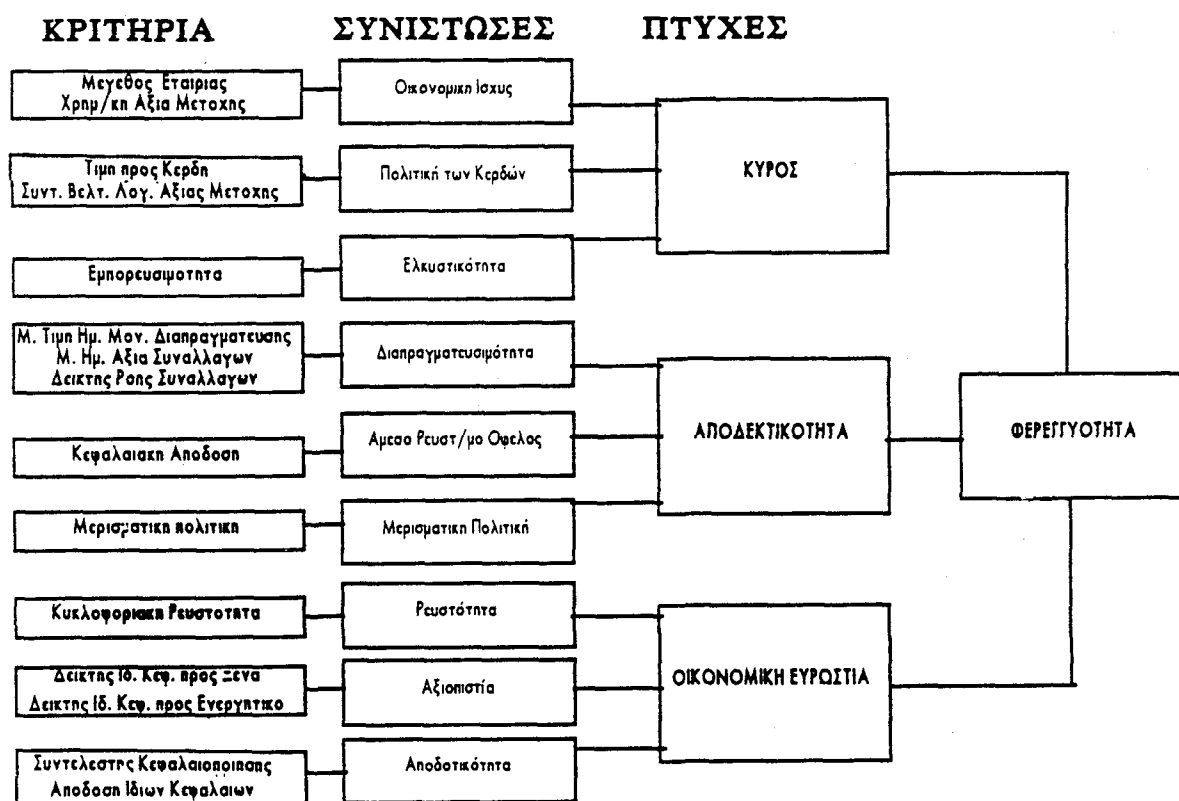 ΚΡΙΤΗΡΙΑ ΣΥΝΙΣΤΩΣΕΣ ΠΤΥΧΕΣ
Μεγεθος Εταιριας
Χρημ/κη Αξια Μετοχης
Οικονομικη Ισχυς
Τιμη προς Κερδη
Συντ. Βελτ. Λογ. Αξιας Μετοχης
Πολιτική των Κερδών
ΚΥΡΟΣ
Εμπορευσιμοτητα
Ελκυστικότητα
Μ. Τιμη Ημ. Μον. Διαπραγματευσης
Μ. Ημ. Αξια Συναλλαγων
Δεικτης Ροης Συναλλαγων
Διαπραγματευσιμότητα
Κεφαλαιακη Αποδοση
Αμεσο Ρευστ/μο Οφελος
ΑΠΟΔΕΚΤΙΚΟΤΗΤΑ
ΦΕΡΕΓΓΥΟΤΗΤΑ
Μερισματικη πολιτικη
Μερισματικη Πολιτική
Κυκλοφοριακη Ρευστοτητα
Ρευστότητα
Δεικτης Ιδ. Κεφ. προς Ξενα
Δεικτης Ιδ. Κεφ. προς Ενεργητικο
Αξιοπιστία
ΟΙΚΟΝΟΜΙΚΗ ΕΥΡΩΣΤΙΑ
Συντελεστης Κεφαλαιοποιησης
Αποδοση Ιδιων Κεφαλαιων
Αποδοτικότητα